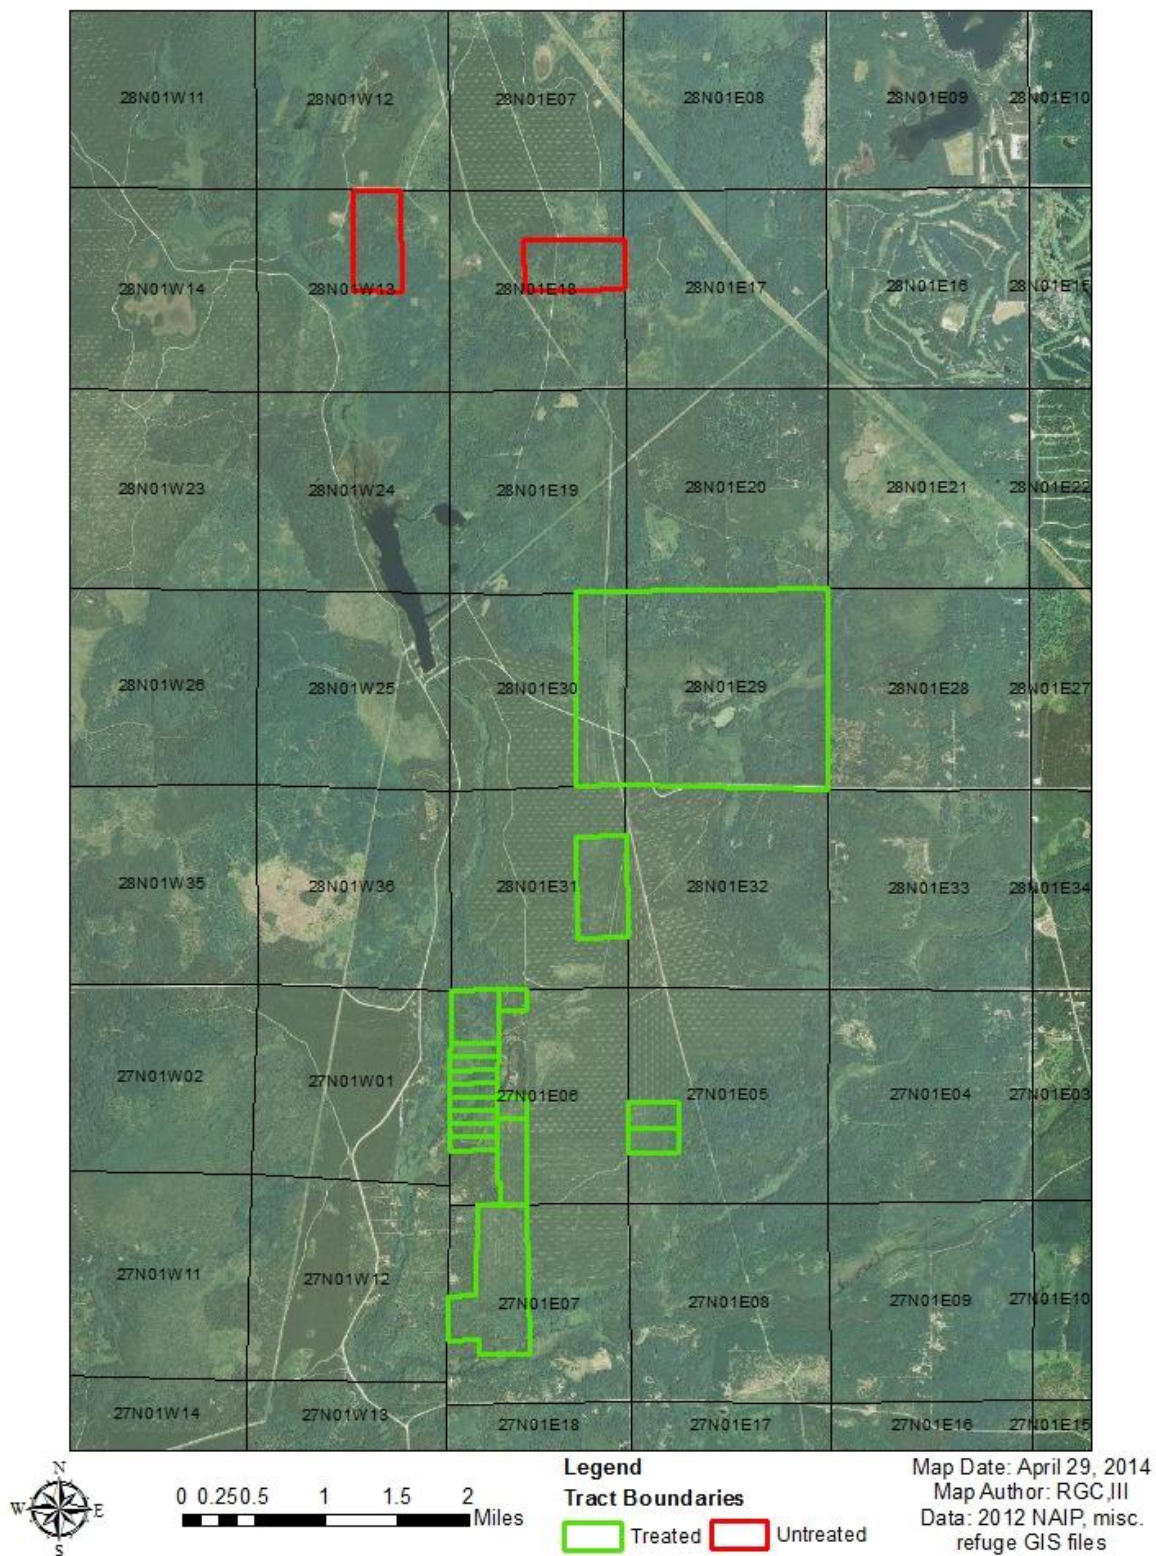 28N01W11 28N01W12 28N01E07 28N01E08 28N01E09 28N01E10
28N01W14 28N01W13 28N01E18 28N01E17 28N01E16 28N01E15
28N01W23 28N01W24 28N01E19 28N01E20 28N01E21 28N01E22
28N01W26 28N01W25 28N01E30 28N01E29 28N01E28 28N01E27
28N01W35 28N01W36 28N01E31 28N01E32 28N01E33 28N01E34
27N01W02 27N01W01 27N01E06 27N01E05 27N01E04 27N01E03
27N01W11 27N01W12 27N01E07 27N01E08 27N01E09 27N01E10
27N01W14 27N01W13 27N01E18 27N01E17 27N01E16 27N01E15
N
W E
S
0 0.25 0.5 1 1.5 2
Miles
Legend
Tract Boundaries
Treated Untreated
Map Date: April 29, 2014
Map Author: RGC,III
Data: 2012 NAIP, misc.
refuge GIS files